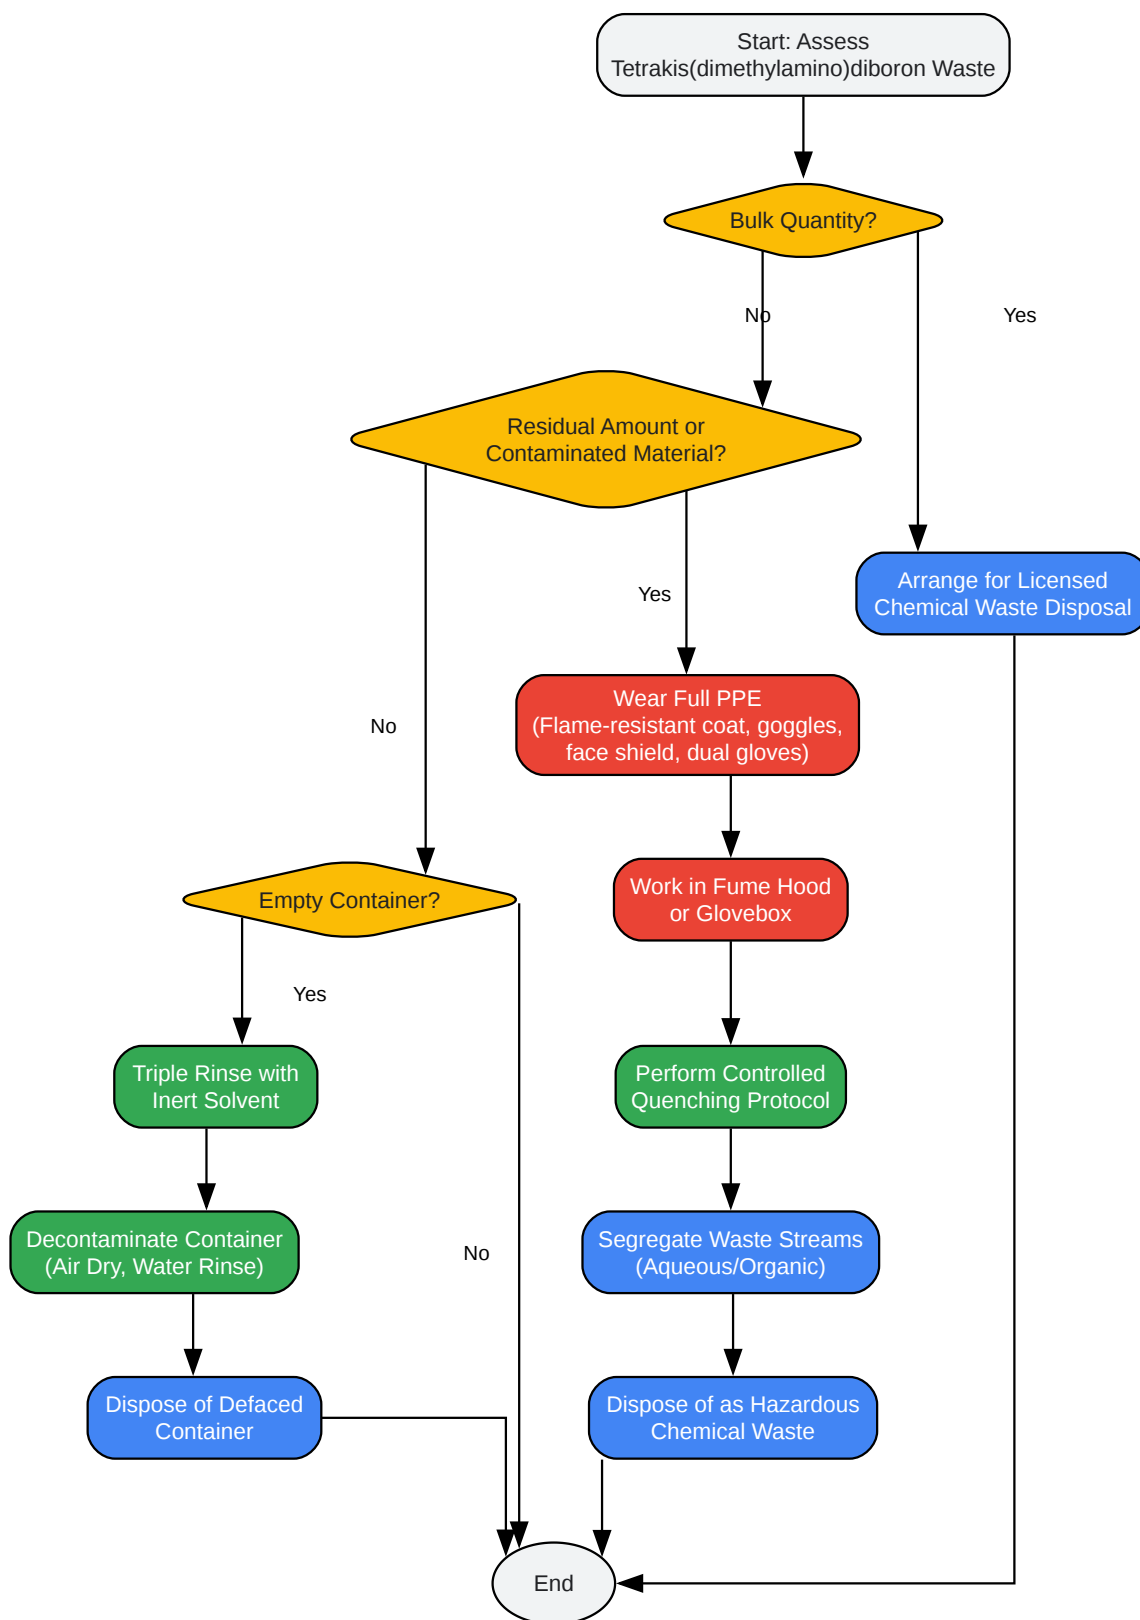 Start: Assess
Tetrakis(dimethylamino)diboron Waste
Bulk Quantity?
No
Yes
Residual Amount or
Contaminated Material?
Arrange for Licensed
Chemical Waste Disposal
Yes
Wear Full PPE
(Flame-resistant coat, goggles,
face shield, dual gloves)
No
Empty Container?
Work in Fume Hood
or Glovebox
Yes
Triple Rinse with
Inert Solvent
Perform Controlled
Quenching Protocol
Decontaminate Container
(Air Dry, Water Rinse)
No
Segregate Waste Streams
(Aqueous/Organic)
Dispose of Defaced
Container
Dispose of as Hazardous
Chemical Waste
End